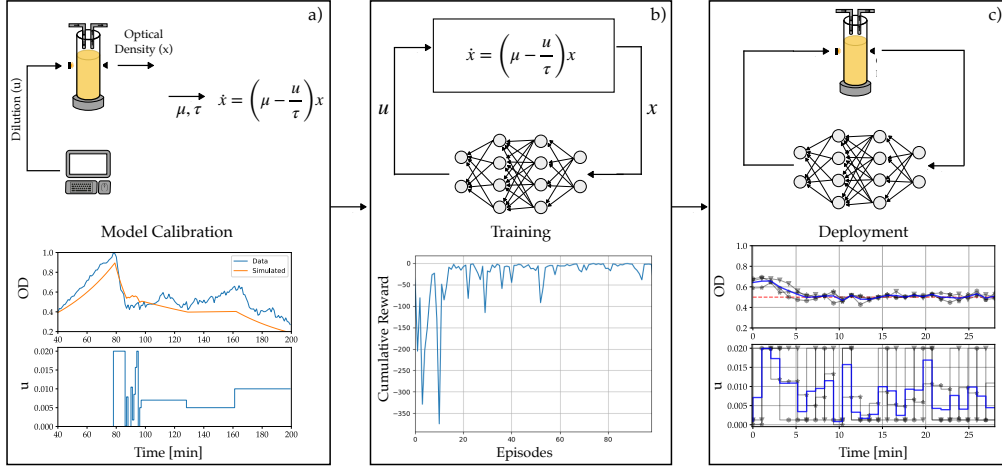 a)
Optical
Density (x)
Dilution (u)
μ, τ
ẋ = (μ − u/τ) x
Model Calibration
OD
1.0
0.8
0.6
0.4
0.2
Data
Simulated
40 60 80 100 120 140 160 180 200
u
0.020
0.015
0.010
0.005
0.000
40 60 80 100 120 140 160 180 200
Time [min]
b)
ẋ = (μ − u/τ) x
u
x
Training
Cumulative Reward
0
−50
−100
−150
−200
−250
−300
−350
0 20 40 60 80
Episodes
c)
Deployment
OD
1.0
0.8
0.6
0.4
0.2
0 5 10 15 20 25
u
0.020
0.015
0.010
0.005
0.000
0 5 10 15 20 25
Time [min]